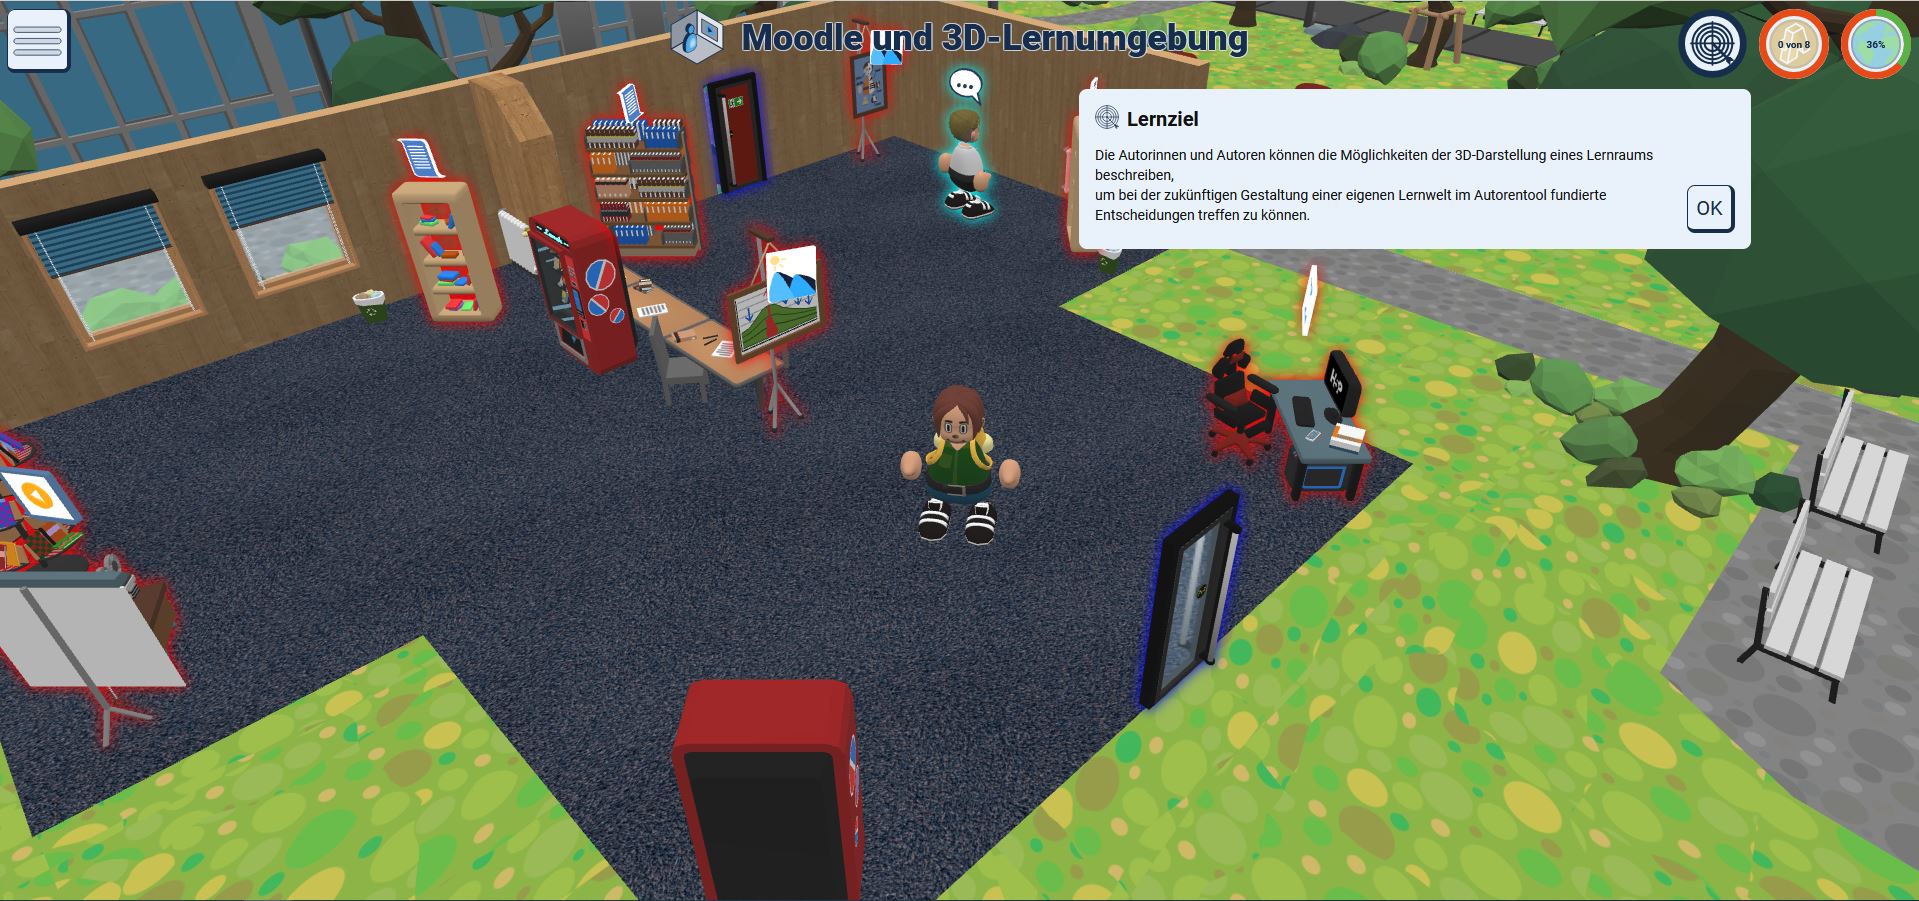 Moodle und 3D-Lernumgebung
0 von 8
36%
Lernziel
Die Autorinnen und Autoren können die Möglichkeiten der 3D-Darstellung eines Lernraums
beschreiben,
um bei der zukünftigen Gestaltung einer eigenen Lernwelt im Autorentool fundierte
Entscheidungen treffen zu können.
OK
H-P